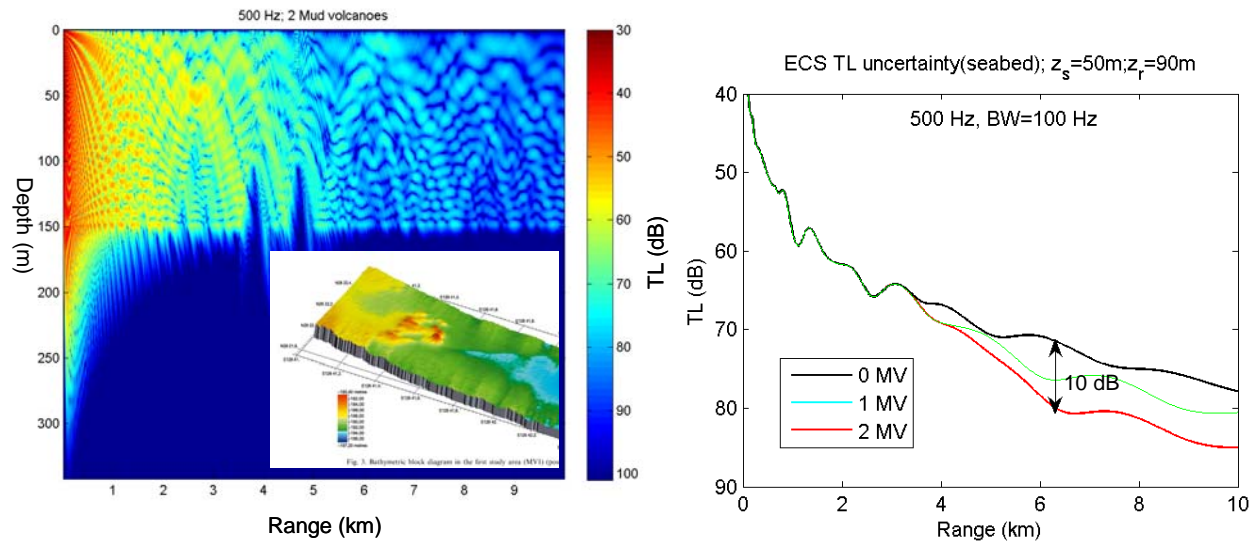 500 Hz; 2 Mud volcanoes
0
50
100
150
200
250
300
Depth (m)
1 2 3 4 5 6 7 8 9
Range (km)
30
40
50
60
70
80
90
100
TL (dB)
Fig. 3. Bathymetric block diagram in the first study area (MV1) (pos
ECS TL uncertainty(seabed); z_s=50m;z_r=90m
500 Hz, BW=100 Hz
40
50
60
70
80
90
TL (dB)
10 dB
0 MV
1 MV
2 MV
0 2 4 6 8 10
Range (km)